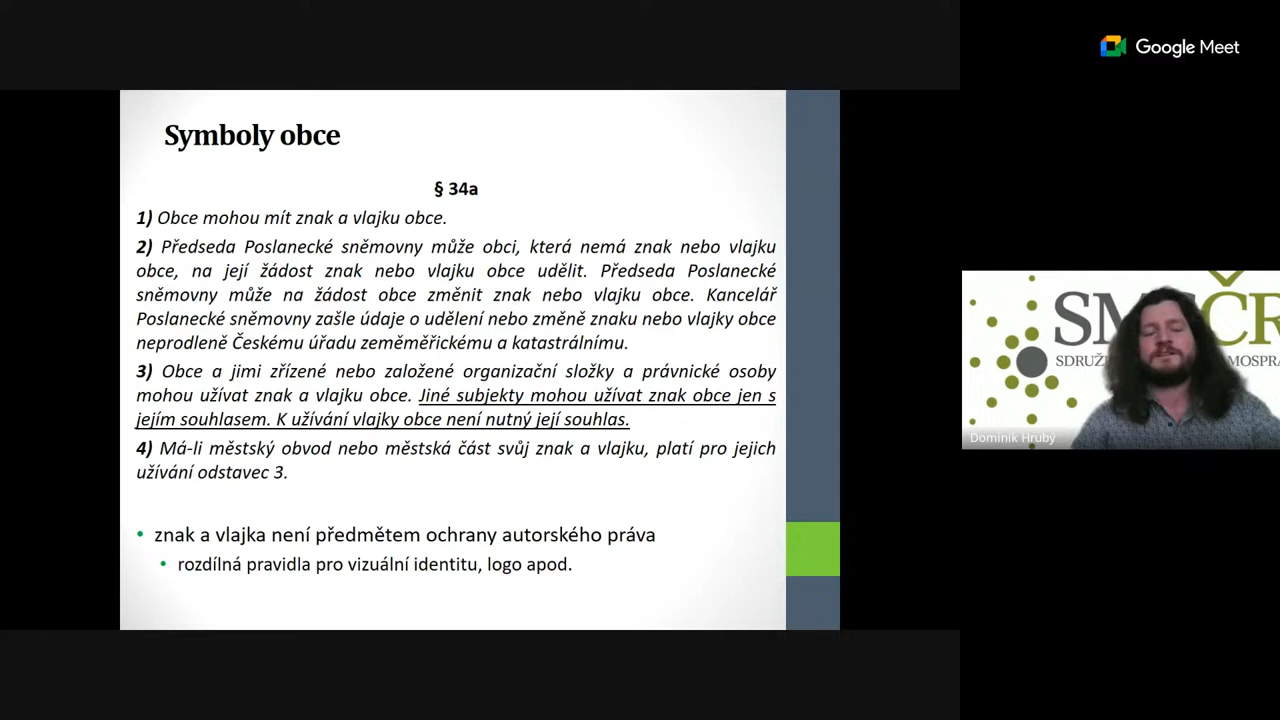 Google Meet
Symboly obce
§ 34a
1) Obce mohou mít znak a vlajku obce.
2) Předseda Poslanecké sněmovny může obci, která nemá znak nebo vlajku
obce, na její žádost znak nebo vlajku obce udělit. Předseda Poslanecké
sněmovny může na žádost obce změnit znak nebo vlajku obce. Kancelář
Poslanecké sněmovny zašle údaje o udělení nebo změně znaku nebo vlajky obce
neprodleně Českému úřadu zeměměřickému a katastrálnímu.
3) Obce a jimi zřízené nebo založené organizační složky a právnické osoby
mohou užívat znak a vlajku obce. Jiné subjekty mohou užívat znak obce jen s
jejím souhlasem. K užívání vlajky obce není nutný její souhlas.
4) Má-li městský obvod nebo městská část svůj znak a vlajku, platí pro jejich
užívání odstavec 3.
• znak a vlajka není předmětem ochrany autorského práva
• rozdílná pravidla pro vizuální identitu, logo apod.
Dominik Hrubý